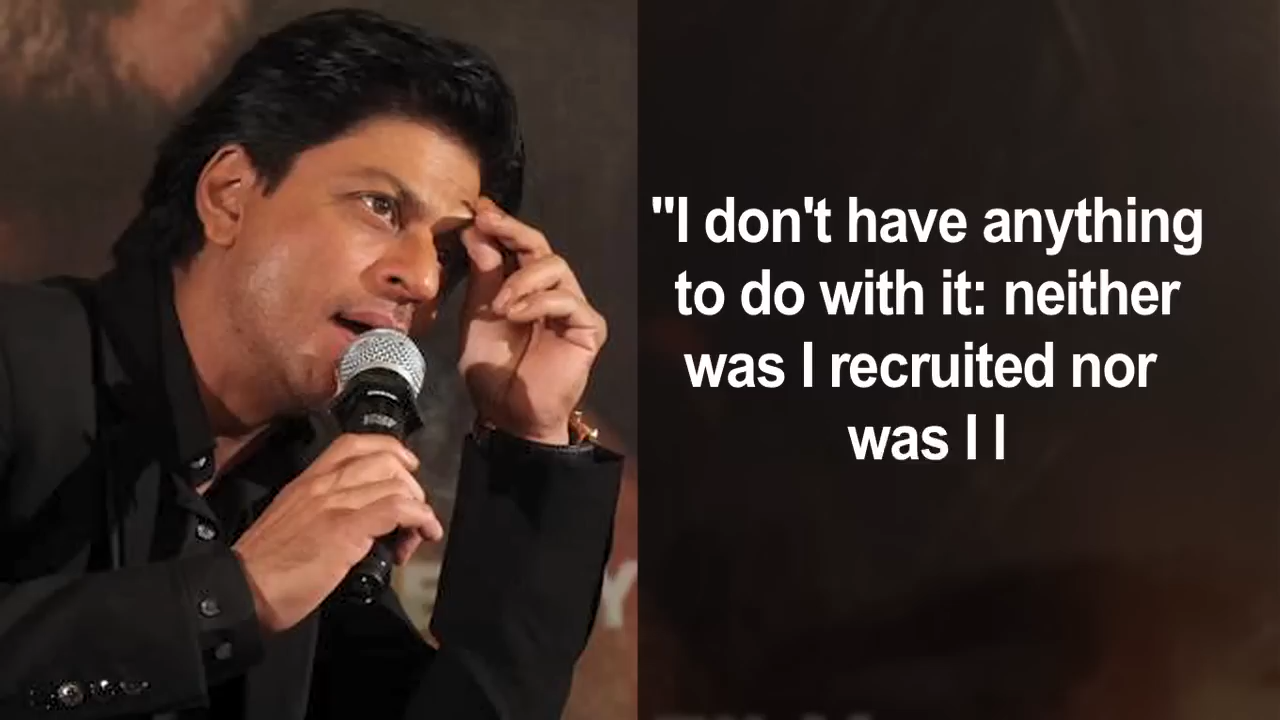 "I don't have anything
to do with it: neither
was I recruited nor
was I l